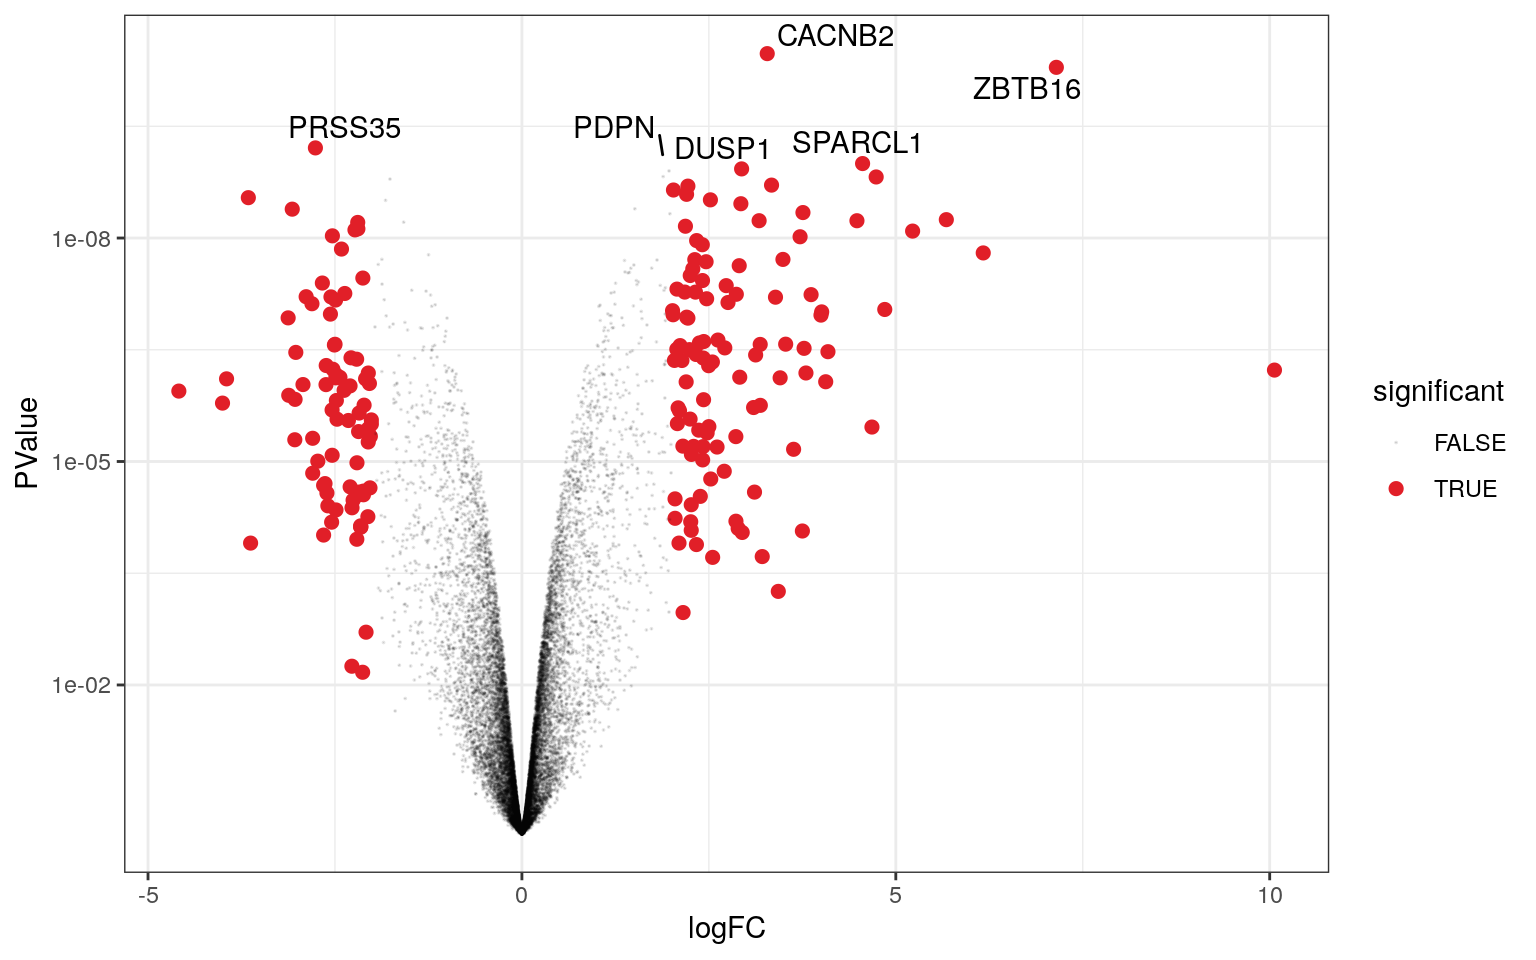 CACNB2
ZBTB16
PRSS35
PDPN
DUSP1
SPARCL1
1e-08
1e-05
1e-02
PValue
-5
0
5
10
logFC
significant
FALSE
TRUE